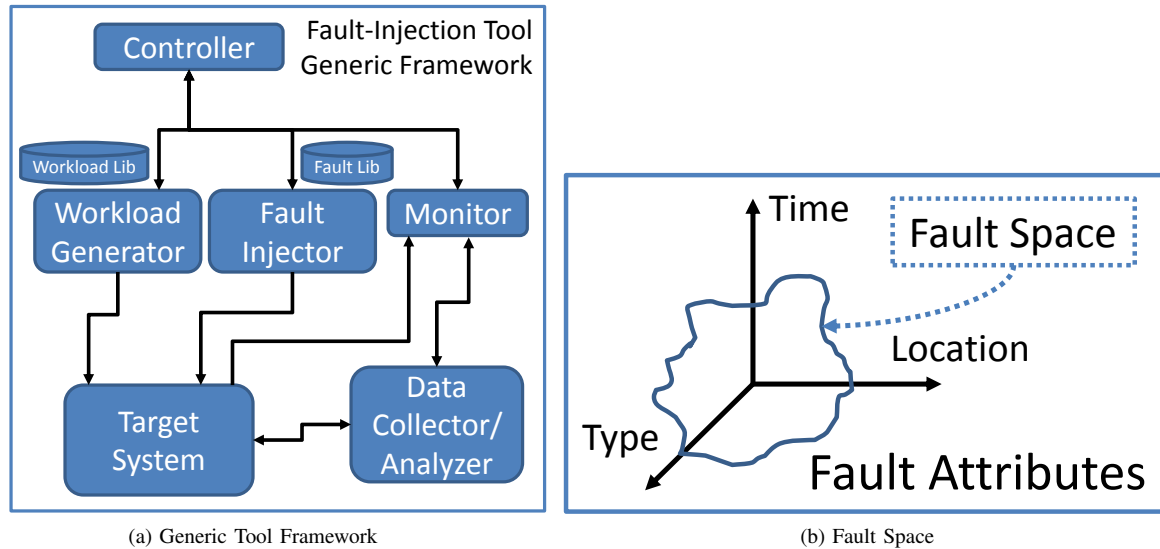 Controller
Fault-Injection Tool
Generic Framework
Workload Lib
Fault Lib
Workload
Generator
Fault
Injector
Monitor
Target
System
Data
Collector/
Analyzer
(a) Generic Tool Framework
Time
Fault Space
Location
Type
Fault Attributes
(b) Fault Space